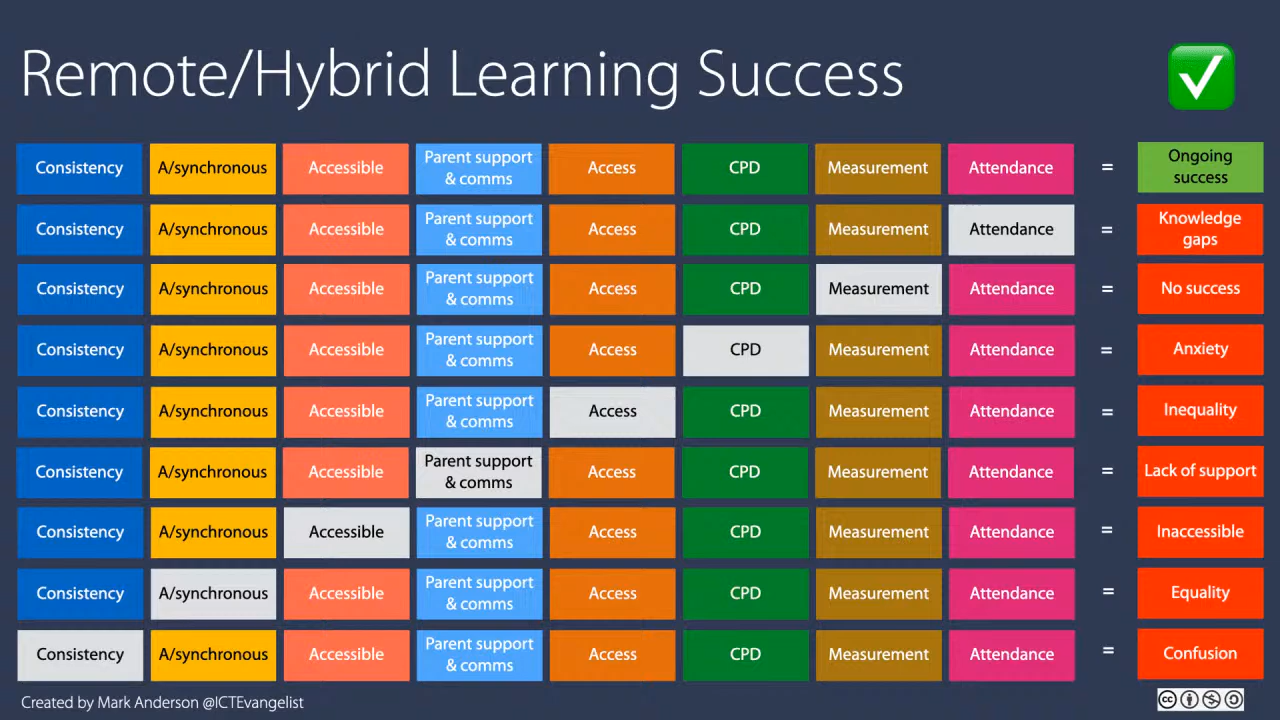 Remote/Hybrid Learning Success
Consistency A/synchronous Accessible Parent support & comms Access CPD Measurement Attendance = Ongoing success
Consistency A/synchronous Accessible Parent support & comms Access CPD Measurement Attendance = Knowledge gaps
Consistency A/synchronous Accessible Parent support & comms Access CPD Measurement Attendance = No success
Consistency A/synchronous Accessible Parent support & comms Access CPD Measurement Attendance = Anxiety
Consistency A/synchronous Accessible Parent support & comms Access CPD Measurement Attendance = Inequality
Consistency A/synchronous Accessible Parent support & comms Access CPD Measurement Attendance = Lack of support
Consistency A/synchronous Accessible Parent support & comms Access CPD Measurement Attendance = Inaccessible
Consistency A/synchronous Accessible Parent support & comms Access CPD Measurement Attendance = Equality
Consistency A/synchronous Accessible Parent support & comms Access CPD Measurement Attendance = Confusion
Created by Mark Anderson @ICTEvangelist